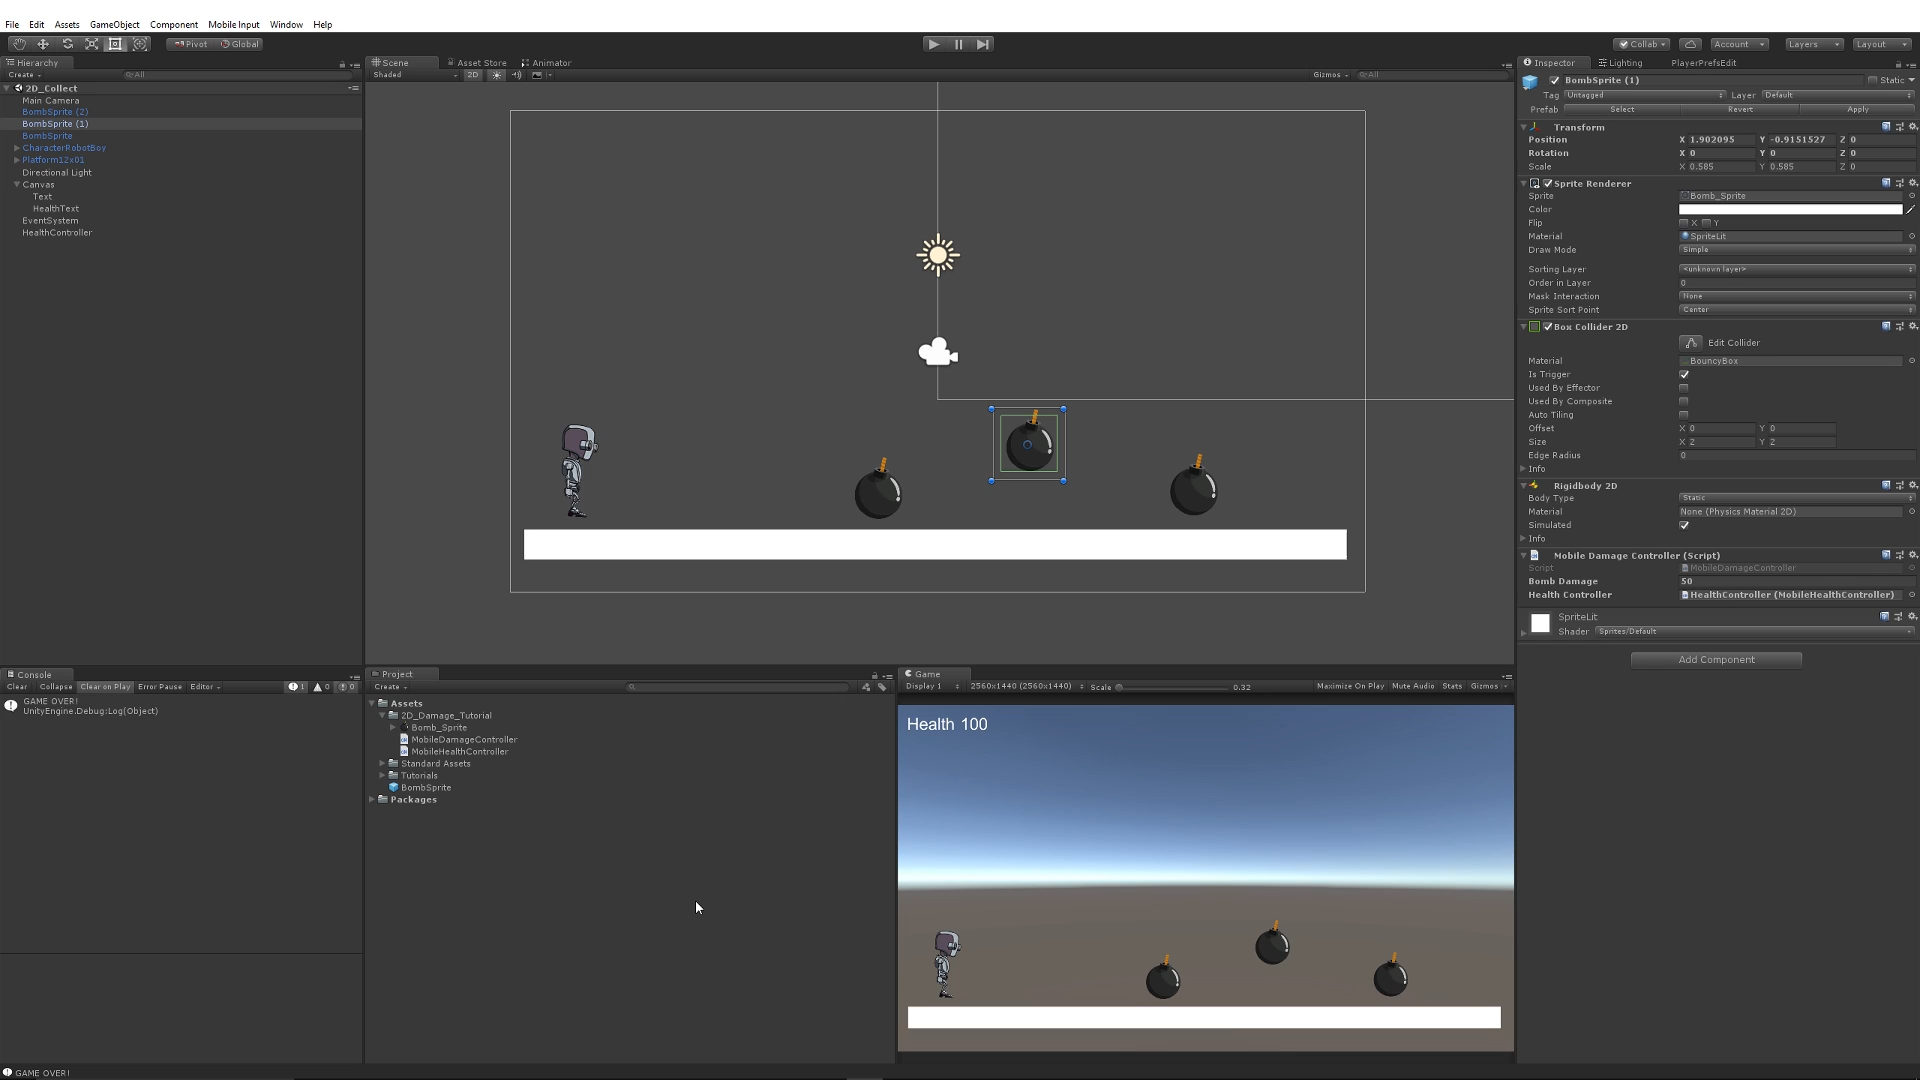 File Edit Assets GameObject Component Mobile Input Window Help
Pivot Global Collab Account Layers Layout
Hierarchy
Create All
2D_Collect
Main Camera
BombSprite (2)
BombSprite (1)
BombSprite
CharacterRobotBoy
Platform12x01
Directional Light
Canvas
Text
HealthText
EventSystem
HealthController
Scene Asset Store Animator
Shaded 2D Gizmos All
Inspector Lighting PlayerPrefsEdit
BombSprite (1) Static
Tag Untagged Layer Default
Prefab Select Revert Apply
Transform
Position X 1.902095 Y -0.9151527 Z 0
Rotation X 0 Y 0 Z 0
Scale X 0.585 Y 0.585 Z 0
Sprite Renderer
Sprite Bomb_Sprite
Color
Flip X Y
Material SpriteLit
Draw Mode Simple
Sorting Layer <unknown layer>
Order in Layer 0
Mask Interaction None
Sprite Sort Point Center
Box Collider 2D
Edit Collider
Material BouncyBox
Is Trigger
Used By Effector
Used By Composite
Auto Tiling
Offset X 0 Y 0
Size X 2 Y 2
Edge Radius 0
Info
Rigidbody 2D
Body Type Static
Material None (Physics Material 2D)
Simulated
Info
Mobile Damage Controller (Script)
Script MobileDamageController
Bomb Damage 50
Health Controller HealthController (MobileHealthController)
SpriteLit
Shader Sprites/Default
Add Component
Console
Clear Collapse Clear on Play Error Pause Editor 1 0 0
GAME OVER!
UnityEngine.Debug:Log(Object)
Project
Create
Assets
2D_Damage_Tutorial
Bomb_Sprite
MobileDamageController
MobileHealthController
Standard Assets
Tutorials
BombSprite
Packages
Game
Display 1 2560x1440 (2560x1440) Scale 0.32 Maximize On Play Mute Audio Stats Gizmos
Health 100
GAME OVER!